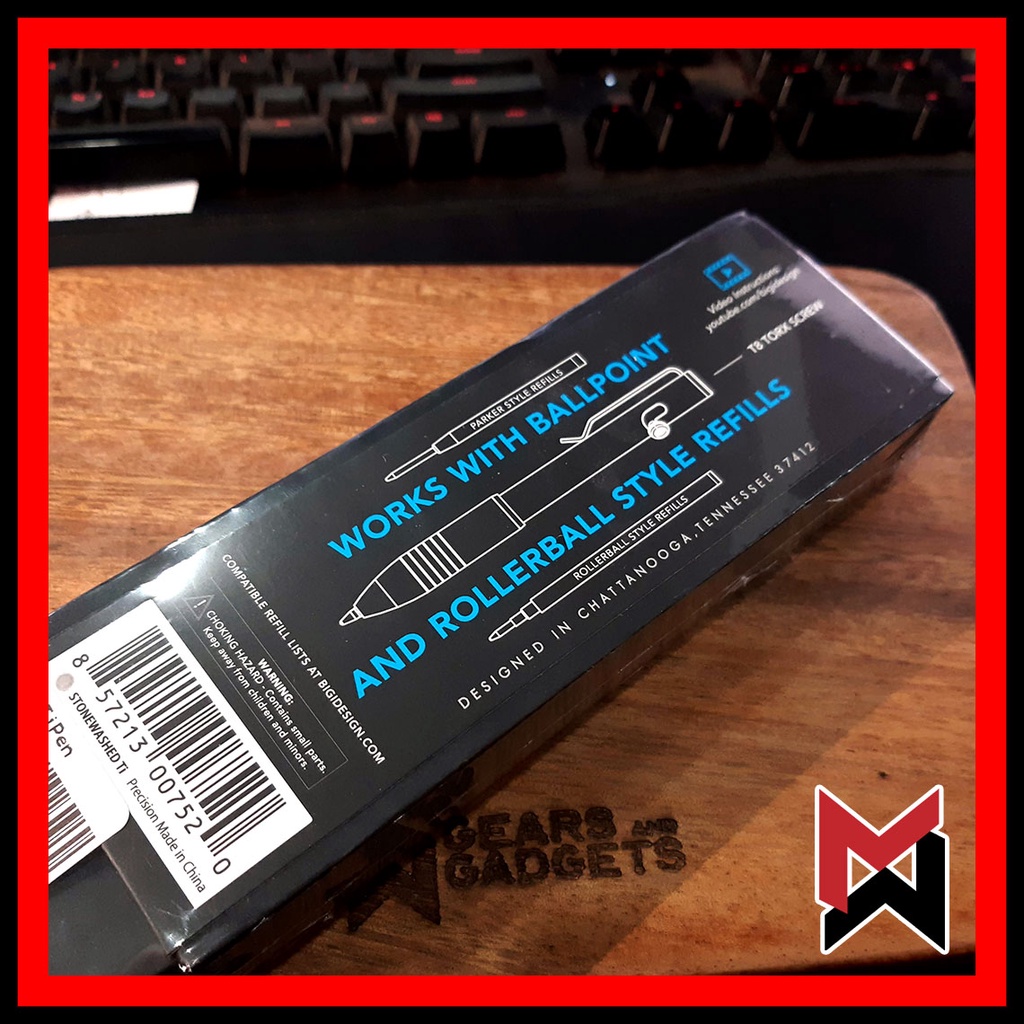 Video Instructions:
youtube.com/bigidesign
T8 TORX SCREW
PARKER STYLE REFILLS
WORKS WITH BALLPOINT
AND ROLLERBALL STYLE REFILLS
ROLLERBALL STYLE REFILLS
DESIGNED IN CHATTANOOGA, TENNESSEE 37412
COMPATIBLE REFILL LISTS AT BIGIDESIGN.COM
WARNING:
CHOKING HAZARD - Contains small parts.
Keep away from children and minors.
8 57213 00752 0
STONEWASHED TI
Precision Made in China
TiPen
GEARS AND
GADGETS